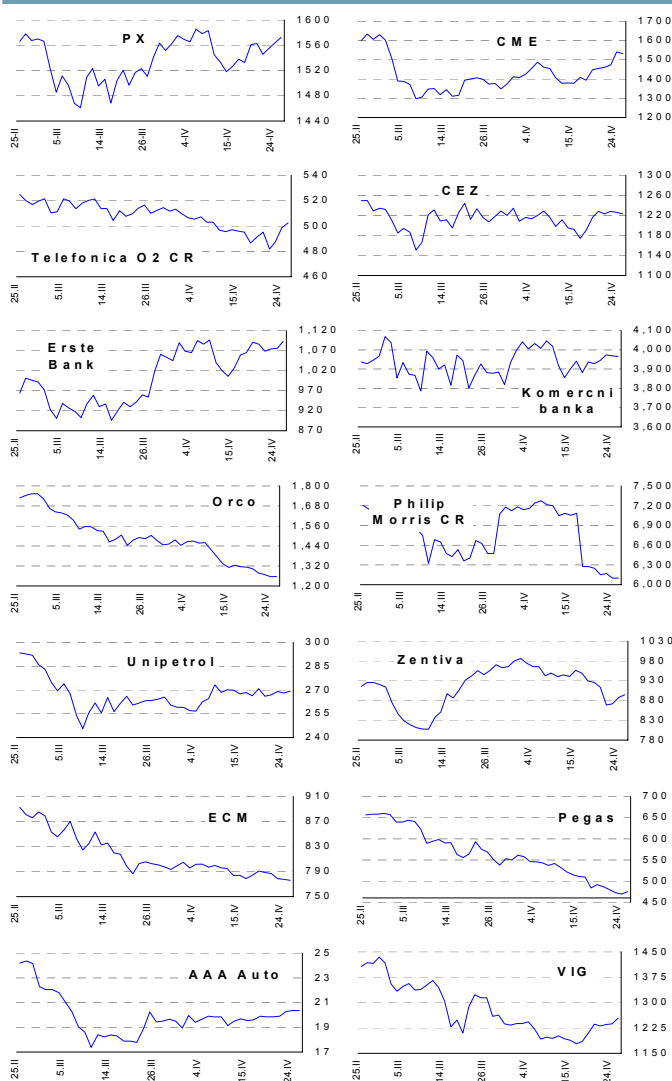 PX
1600
1560
1520
1480
1440
25-II 5-III 14-III 26-III 4-IV 15-IV 24-IV
CME
1700
1600
1500
1400
1300
1200
25.II 5.III 14.III 26.III 4.IV 15.IV 24.IV
Telefonica O2 CR
540
520
500
480
460
25.II 5.III 14.III 26.III 4.IV 15.IV 24.IV
CEZ
1300
1260
1220
1180
1140
1100
25.II 5.III 14.III 26.III 4.IV 15.IV 24.IV
Erste
Bank
1,120
1,070
1,020
970
920
870
25.II 5.III 14.III 26.III 4.IV 15.IV 24.IV
Komercni
banka
4,100
4,000
3,900
3,800
3,700
3,600
25.II 5.III 14.III 26.III 4.IV 15.IV 24.IV
Orco
1,800
1,680
1,560
1,440
1,320
1,200
25.II 5.III 14.III 26.III 4.IV 15.IV 24.IV
Philip
Morris CR
7,500
7,200
6,900
6,600
6,300
6,000
25.II 5.III 14.III 26.III 4.IV 15.IV 24.IV
Unipetrol
300
285
270
255
240
25.II 5.III 14.III 26.III 4.IV 15.IV 24.IV
Zentiva
1030
980
930
880
830
780
25.II 5.III 14.III 26.III 4.IV 15.IV 24.IV
ECM
910
870
830
790
750
25.II 5.III 14.III 26.III 4.IV 15.IV 24.IV
Pegas
700
650
600
550
500
450
25.II 5.III 14.III 26.III 4.IV 15.IV 24.IV
AAA Auto
25
23
21
19
17
25.II 5.III 14.III 26.III 4.IV 15.IV 24.IV
VIG
1450
1375
1300
1225
1150
25.II 5.III 14.III 26.III 4.IV 15.IV 24.IV